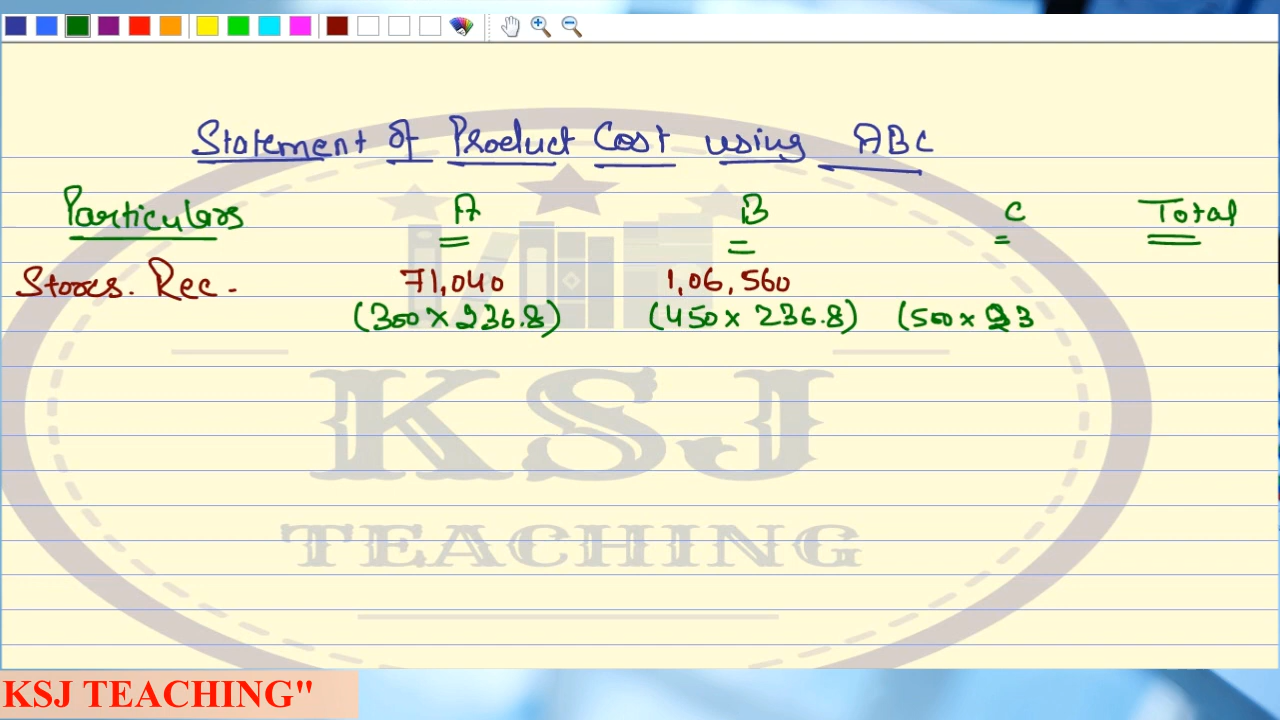 Statement of Product Cost using ABC
Particulars A B C Total
Stores. Rec. 71,040 1,06,560
(300 x 236.8) (450 x 236.8) (500 x 23
KSJ
TEACHING
KSJ TEACHING"